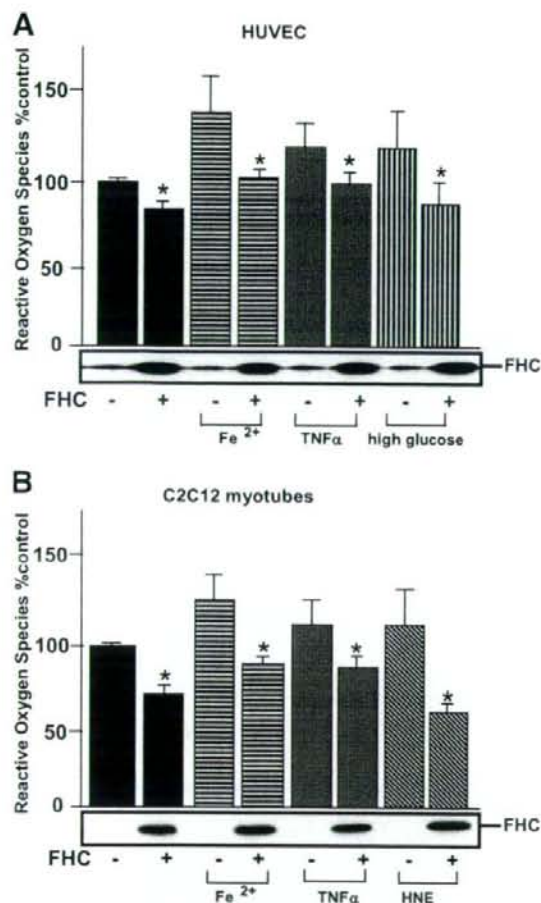 A
HUVEC
Reactive Oxygen Species %control
150
100
50
0
* * * *
FHC
FHC - + - + - + - +
Fe 2+ TNFα high glucose
B
C2C12 myotubes
Reactive Oxygen Species %control
150
100
50
0
* * * *
FHC
FHC - + - + - + - +
Fe 2+ TNFα HNE